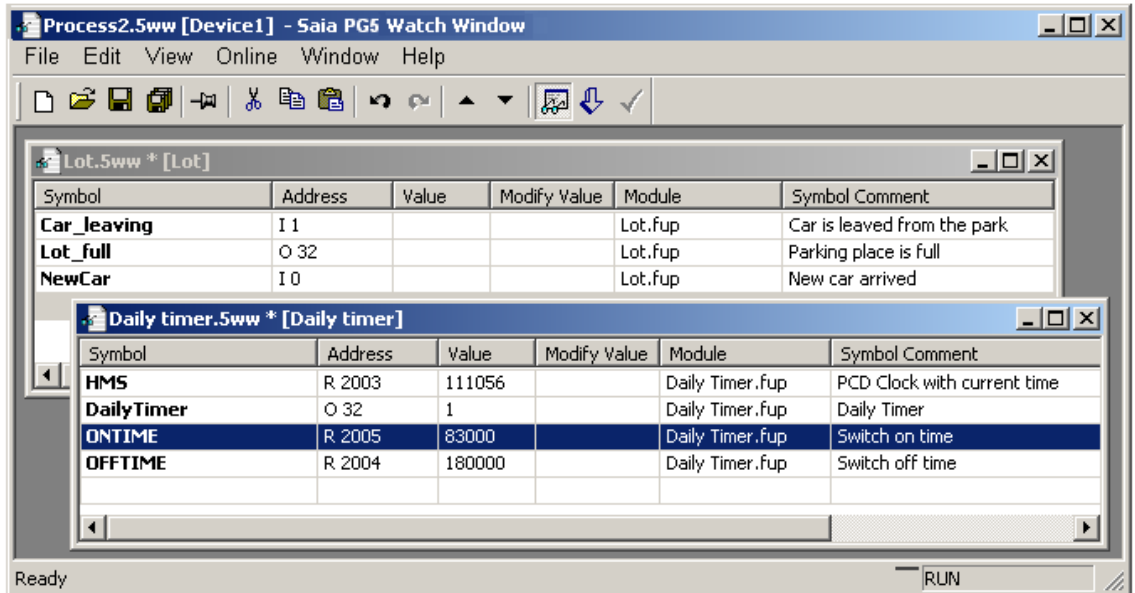 Process2.5ww [Device1] - Saia PG5 Watch Window
File Edit View Online Window Help
Lot.5ww * [Lot]
Symbol Address Value Modify Value Module Symbol Comment
Car_leaving I 1 Lot.fup Car is leaved from the park
Lot_full O 32 Lot.fup Parking place is full
NewCar I 0 Lot.fup New car arrived
Daily timer.5ww * [Daily timer]
Symbol Address Value Modify Value Module Symbol Comment
HMS R 2003 111056 Daily Timer.fup PCD Clock with current time
DailyTimer O 32 1 Daily Timer.fup Daily Timer
ONTIME R 2005 83000 Daily Timer.fup Switch on time
OFFTIME R 2004 180000 Daily Timer.fup Switch off time
Ready RUN